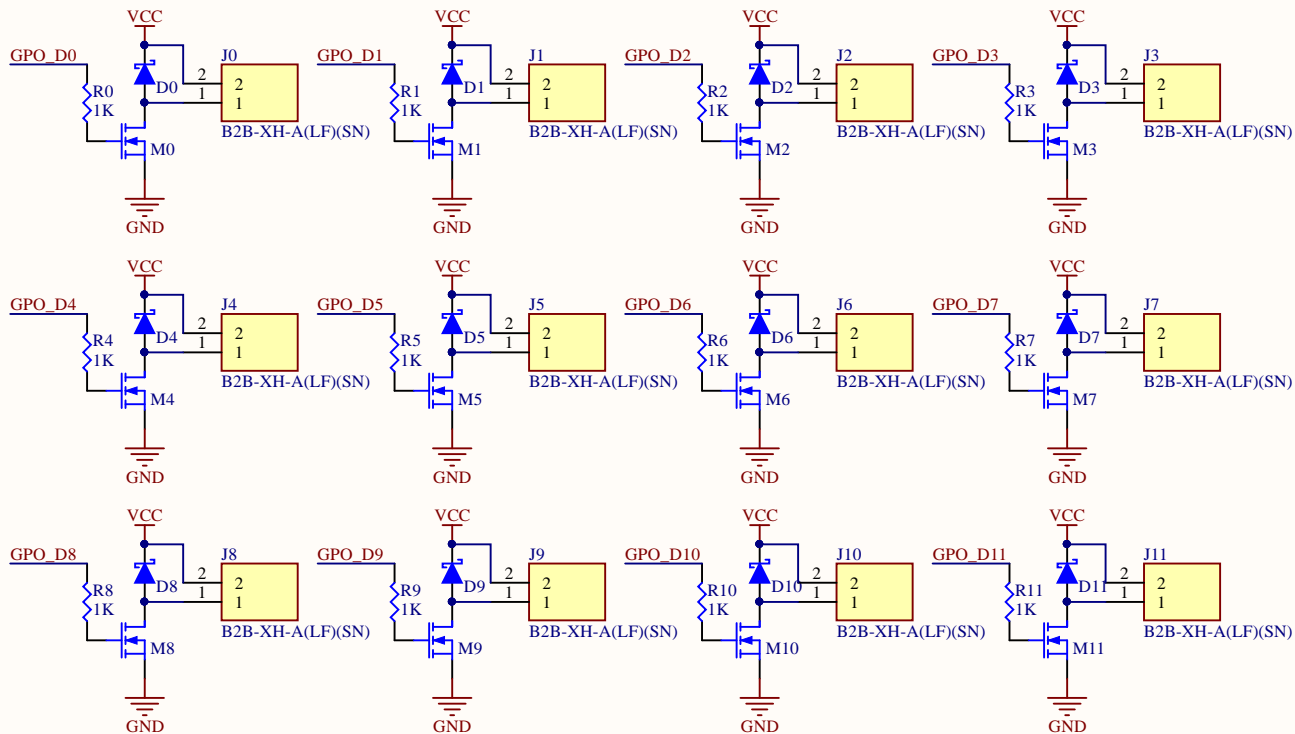 VCC VCC VCC VCC
GPO_D0 J0 GPO_D1 J1 GPO_D2 J2 GPO_D3 J3
R0 1K D0 2 1 2 1 R1 1K D1 2 1 2 1 R2 1K D2 2 1 2 1 R3 1K D3 2 1 2 1
B2B-XH-A(LF)(SN) B2B-XH-A(LF)(SN) B2B-XH-A(LF)(SN) B2B-XH-A(LF)(SN)
M0 M1 M2 M3
GND GND GND GND
VCC VCC VCC VCC
GPO_D4 J4 GPO_D5 J5 GPO_D6 J6 GPO_D7 J7
R4 1K D4 2 1 2 1 R5 1K D5 2 1 2 1 R6 1K D6 2 1 2 1 R7 1K D7 2 1 2 1
B2B-XH-A(LF)(SN) B2B-XH-A(LF)(SN) B2B-XH-A(LF)(SN) B2B-XH-A(LF)(SN)
M4 M5 M6 M7
GND GND GND GND
VCC VCC VCC VCC
GPO_D8 J8 GPO_D9 J9 GPO_D10 J10 GPO_D11 J11
R8 1K D8 2 1 2 1 R9 1K D9 2 1 2 1 R10 1K D10 2 1 2 1 R11 1K D11 2 1 2 1
B2B-XH-A(LF)(SN) B2B-XH-A(LF)(SN) B2B-XH-A(LF)(SN) B2B-XH-A(LF)(SN)
M8 M9 M10 M11
GND GND GND GND